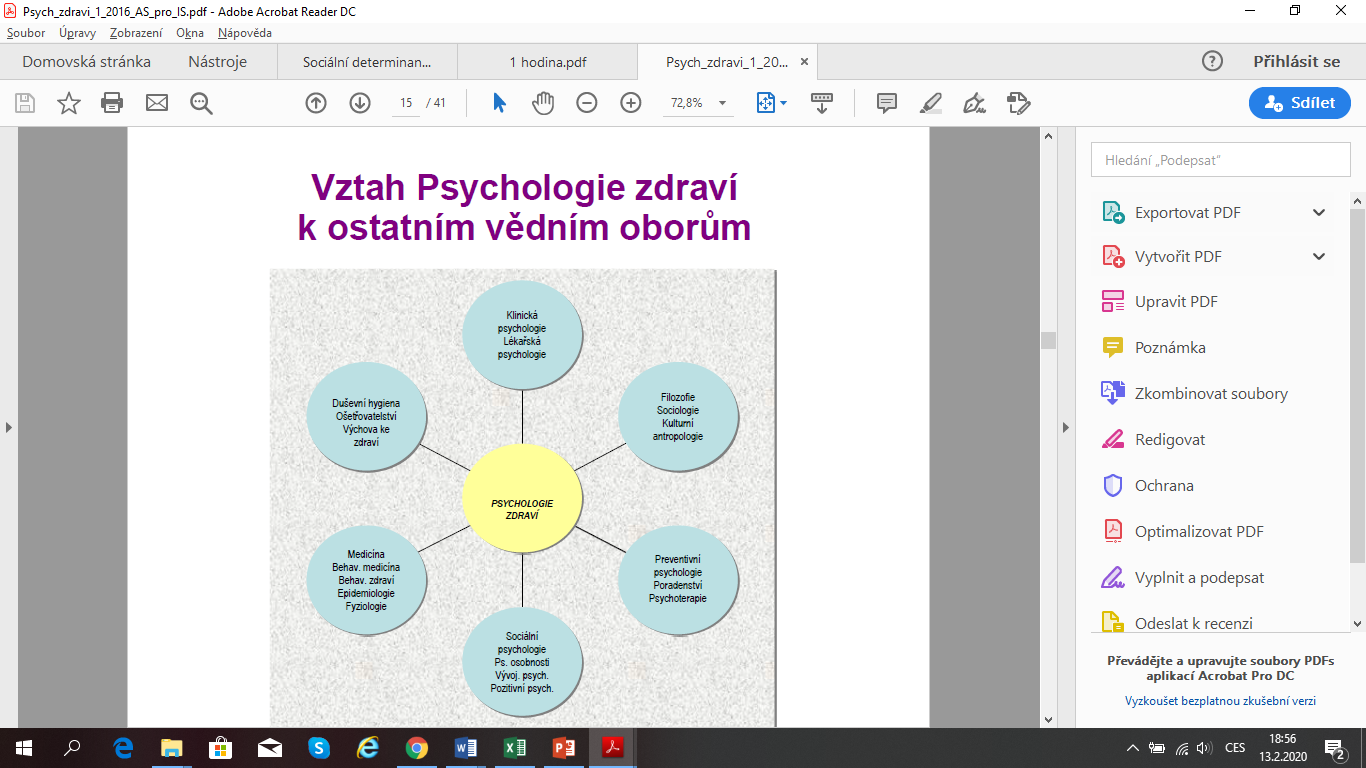 Psych_zdravi_1_2016_AS_pro_IS.pdf - Adobe Acrobat Reader DC
Soubor Úpravy Zobrazení Okna Nápověda
Domovská stránka Nástroje Sociální determinan... 1 hodina.pdf Psych_zdravi_1_20... × ? Přihlásit se
15 / 41 72,8% Sdílet
Vztah Psychologie zdraví
k ostatním vědním oborům
Klinická
psychologie
Lékařská
psychologie
Duševní hygiena
Ošetřovatelství
Výchova ke
zdraví
Filozofie
Sociologie
Kulturní
antropologie
PSYCHOLOGIE
ZDRAVÍ
Medicína
Behav. medicína
Behav. zdraví
Epidemiologie
Fyziologie
Preventivní
psychologie
Poradenství
Psychoterapie
Sociální
psychologie
Ps. osobnosti
Vývoj. psych.
Pozitivní psych.
Hledání „Podepsat“
Exportovat PDF
Vytvořit PDF
Upravit PDF
Poznámka
Zkombinovat soubory
Redigovat
Ochrana
Optimalizovat PDF
Vyplnit a podepsat
Odeslat k recenzi
Převádějte a upravujte soubory PDFs
aplikací Acrobat Pro DC
Vyzkoušet bezplatnou zkušební verzi
CES
18:56
13.2.2020
2